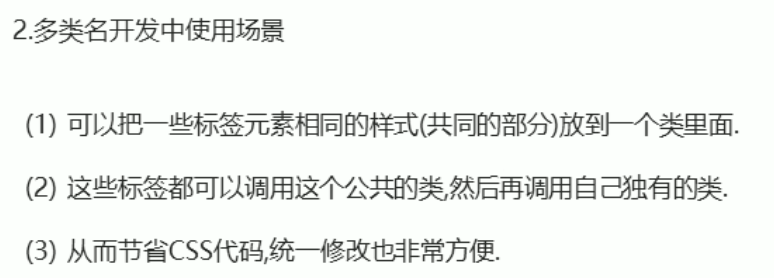 2.多类名开发中使用场景
(1) 可以把一些标签元素相同的样式(共同的部分)放到一个类里面.
(2) 这些标签都可以调用这个公共的类,然后再调用自己独有的类.
(3) 从而节省CSS代码,统一修改也非常方便.